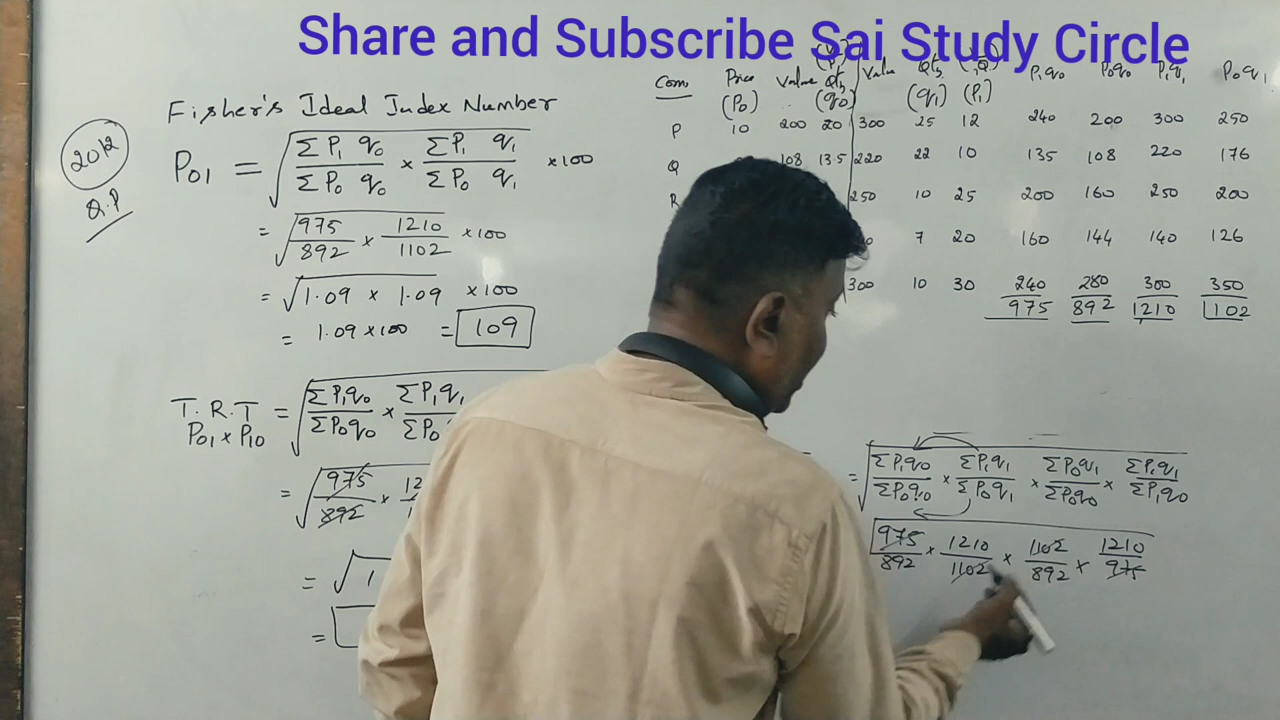 Share and Subscribe Sai Study Circle
2012
Q.P
Fisher's Ideal Index Number
P01 = √(ΣP1q0/ΣP0q0 × ΣP1q1/ΣP0q1) ×100
= √(975/892 × 1210/1102) ×100
= √(1.09 × 1.09) ×100
= 1.09×100 = 109
T.R.T
P01 × P10
= √(ΣP1q0/ΣP0q0 × ΣP1q1/ΣP0
= √(975/892 × 12
= √1
=
Com Price (P0) Value Qty (q0) Value Qty (q1) (P1) P1q0 P0q0 P1q1 P0q1
P 10 200 20 300 25 12 240 200 300 250
Q 108 13.5 220 22 10 135 108 220 176
R 250 10 25 200 160 250 200
7 20 160 144 140 126
300 10 30 240 280 300 350
975 892 1210 1102
= √(ΣP1q0/ΣP0q0 × ΣP1q1/ΣP0q1 × ΣP0q1/ΣP0q0 × ΣP1q1/ΣP1q0
√(975/892 × 1210/1102 × 1102/892 × 1210/975